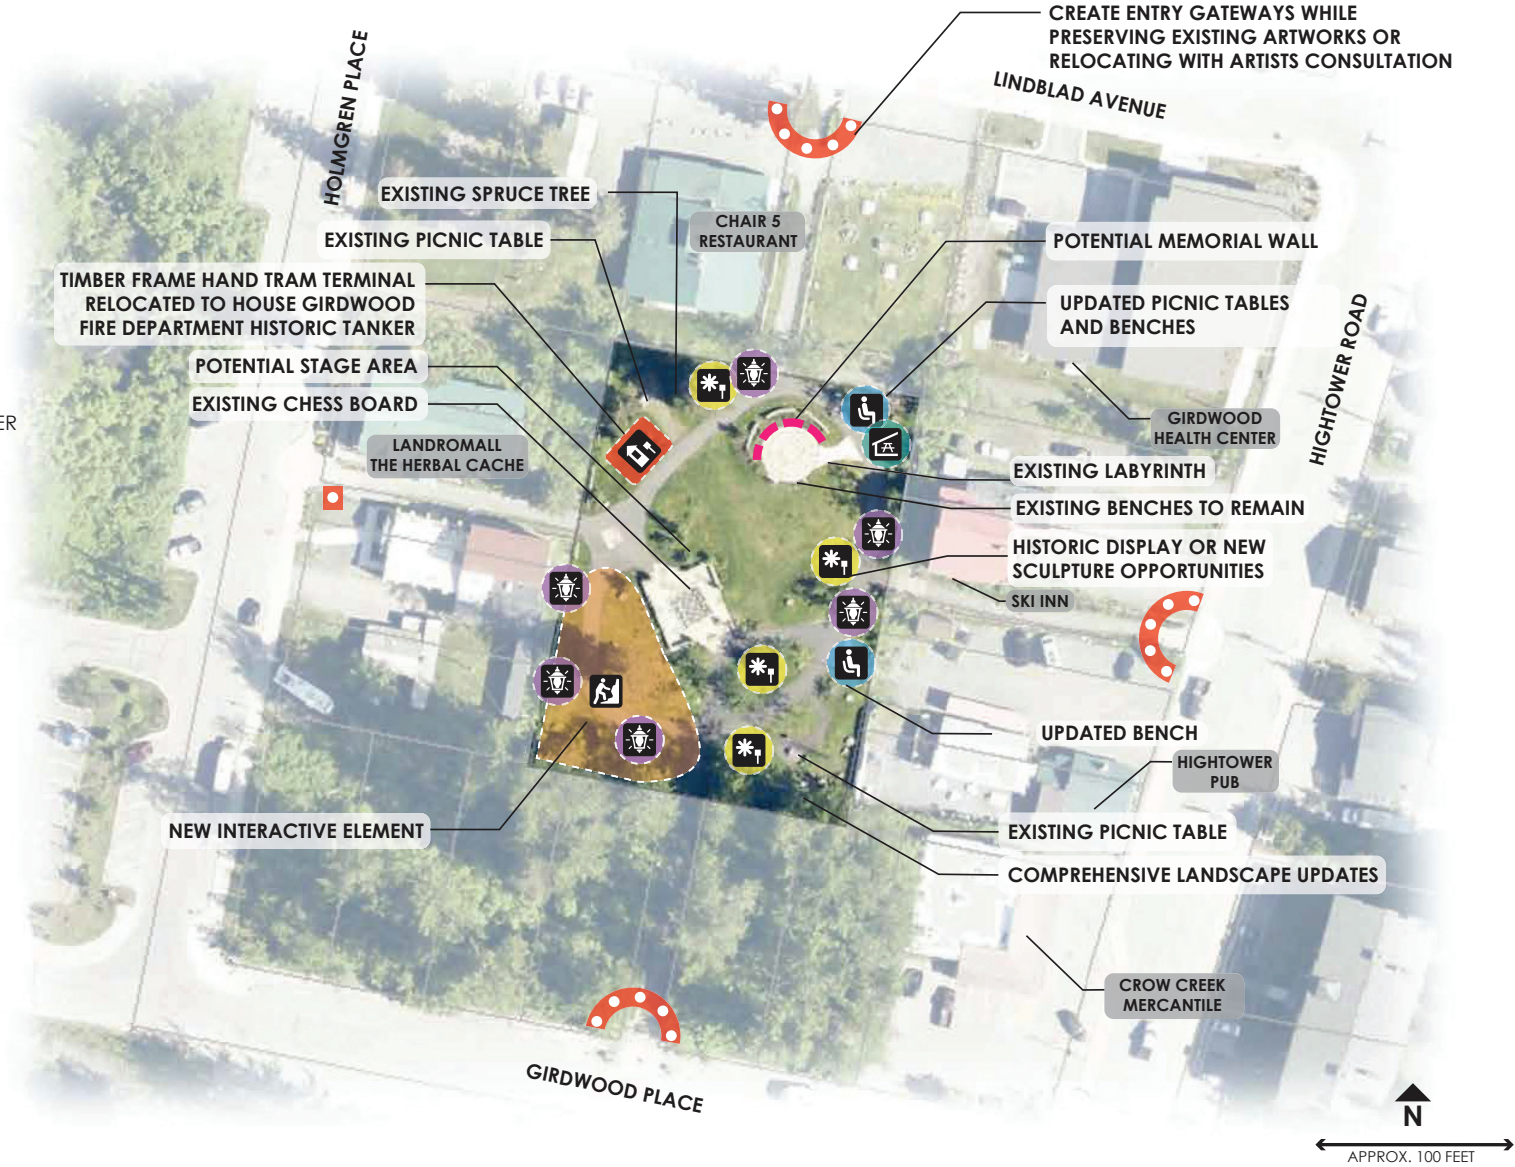 CREATE ENTRY GATEWAYS WHILE
PRESERVING EXISTING ARTWORKS OR
RELOCATING WITH ARTISTS CONSULTATION
LINDBLAD AVENUE
HOLMGREN PLACE
EXISTING SPRUCE TREE
CHAIR 5
RESTAURANT
EXISTING PICNIC TABLE
POTENTIAL MEMORIAL WALL
TIMBER FRAME HAND TRAM TERMINAL
RELOCATED TO HOUSE GIRDWOOD
FIRE DEPARTMENT HISTORIC TANKER
UPDATED PICNIC TABLES
AND BENCHES
HIGHTOWER ROAD
POTENTIAL STAGE AREA
EXISTING CHESS BOARD
ER
GIRDWOOD
HEALTH CENTER
LANDROMALL
THE HERBAL CACHE
EXISTING LABYRINTH
EXISTING BENCHES TO REMAIN
HISTORIC DISPLAY OR NEW
SCULPTURE OPPORTUNITIES
SKI INN
UPDATED BENCH
HIGHTOWER
PUB
NEW INTERACTIVE ELEMENT
EXISTING PICNIC TABLE
COMPREHENSIVE LANDSCAPE UPDATES
CROW CREEK
MERCANTILE
GIRDWOOD PLACE
N
APPROX. 100 FEET